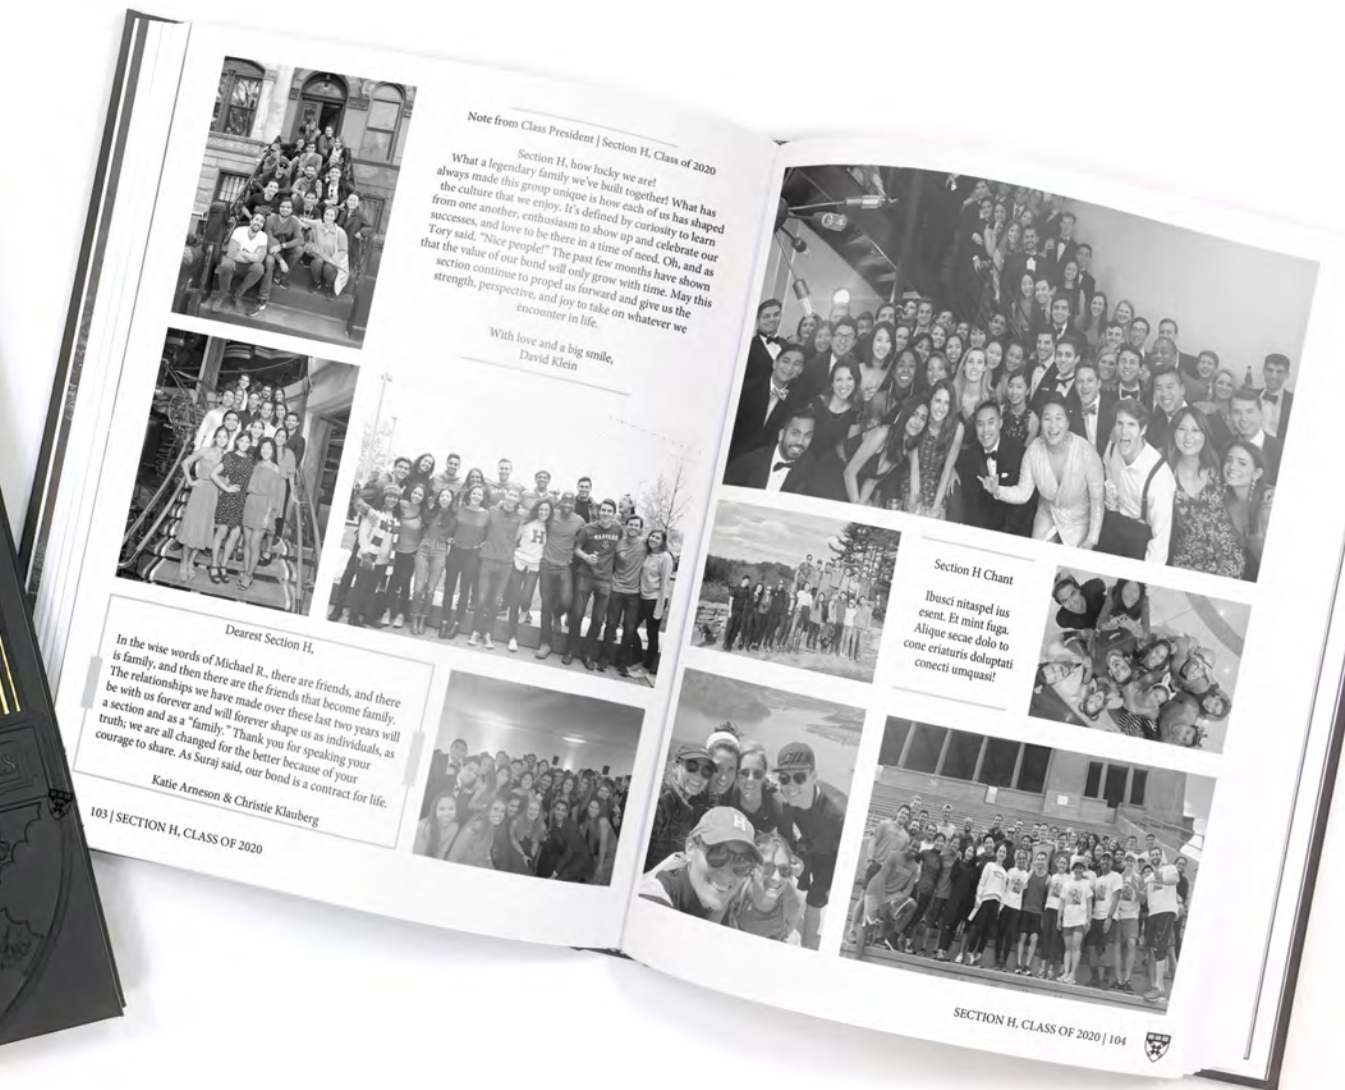 Note from Class President | Section H, Class of 2020
Section H, how lucky we are!
What a legendary family we've built together! What has
always made this group unique is how each of us has shaped
the culture that we enjoy. It's defined by curiosity to learn
from one another, enthusiasm to show up and celebrate our
successes, and love to be there in a time of need. Oh, and as
Tory said, "Nice people!" The past few months have shown
that the value of our bond will only grow with time. May this
section continue to propel us forward and give us the
strength, perspective, and joy to take on whatever we
encounter in life.
With love and a big smile,
David Klein
H
HARVARD
Dearest Section H,
In the wise words of Michael R., there are friends, and there
is family, and then there are the friends that become family.
The relationships we have made over these last two years will
be with us forever and will forever shape us as individuals, as
a section and as a "family." Thank you for speaking your
truth; we are all changed for the better because of your
courage to share. As Suraj said, our bond is a contract for life.
Katie Arneson & Christie Klauberg
103 | SECTION H, CLASS OF 2020
Section H Chant
Ibusci nitaspel ius
esent. Et mint fuga.
Alique secae dolo to
cone eriaturis doluptati
conecti umquasi!
H
SECTION H, CLASS OF 2020 | 104